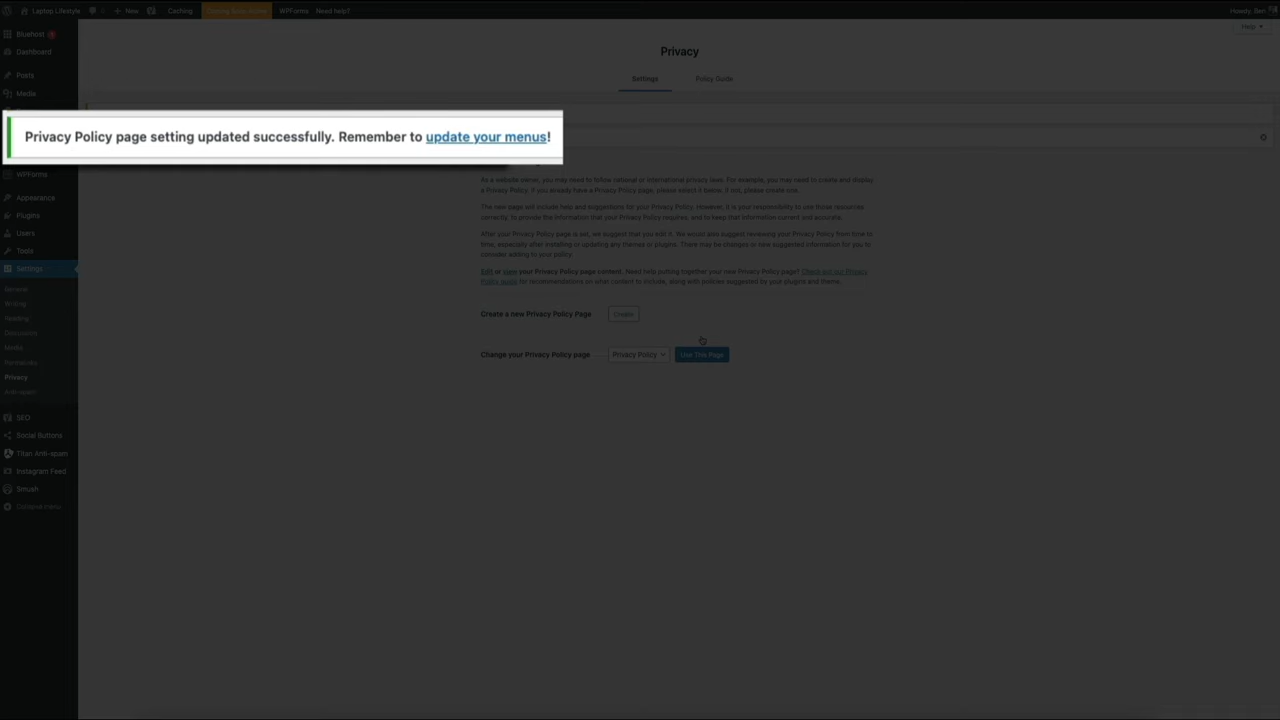 Laptop Lifestyle
+ New
Caching
Coming Soon Active
WPForms
Need help?
Howdy, Ben
Bluehost
Dashboard
Posts
Media
WPForms
Appearance
Plugins
Users
Tools
Settings
General
Writing
Reading
Discussion
Media
Permalinks
Privacy
SEO
Social Buttons
Titan Anti-spam
Instagram Feed
Smush
Collapse menu
Help
Privacy
Settings
Policy Guide
Privacy Policy page setting updated successfully. Remember to update your menus!
As a website owner, you may need to follow national or international privacy laws. For example, you may need to create and display
a Privacy Policy. If you already have a Privacy Policy page, please select it below. If not, please create one.
The new page will include help and suggestions for your Privacy Policy. However, it is your responsibility to use those resources
correctly, to provide the information that your Privacy Policy requires, and to keep that information current and accurate.
After your Privacy Policy page is set, we suggest that you edit it. We would also suggest reviewing your Privacy Policy from time to
time, especially after installing or updating any themes or plugins. There may be changes or new suggested information for you to
consider adding to your policy.
Edit or view your Privacy Policy page content. Need help putting together your new Privacy Policy page? Check out our Privacy
Policy guide for recommendations on what content to include, along with policies suggested by your plugins and theme.
Create a new Privacy Policy Page
Create
Change your Privacy Policy page
Privacy Policy
Use This Page